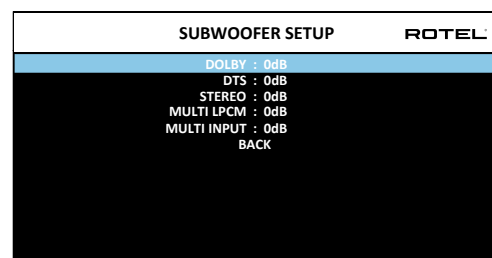 SUBWOOFER SETUP ROTEL
DOLBY : 0dB
DTS : 0dB
STEREO : 0dB
MULTI LPCM : 0dB
MULTI INPUT : 0dB
BACK